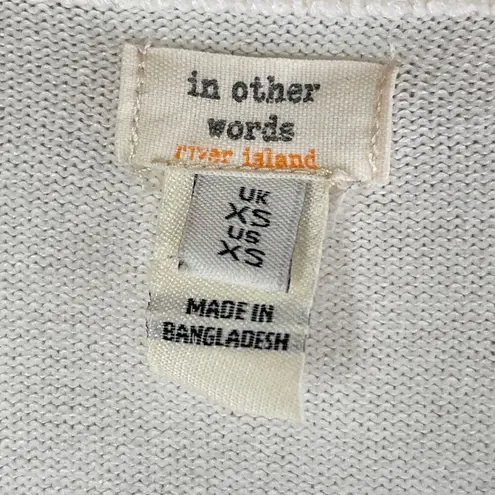 in other
words
river island
UK
XS
US
XS
MADE IN
BANGLADESH